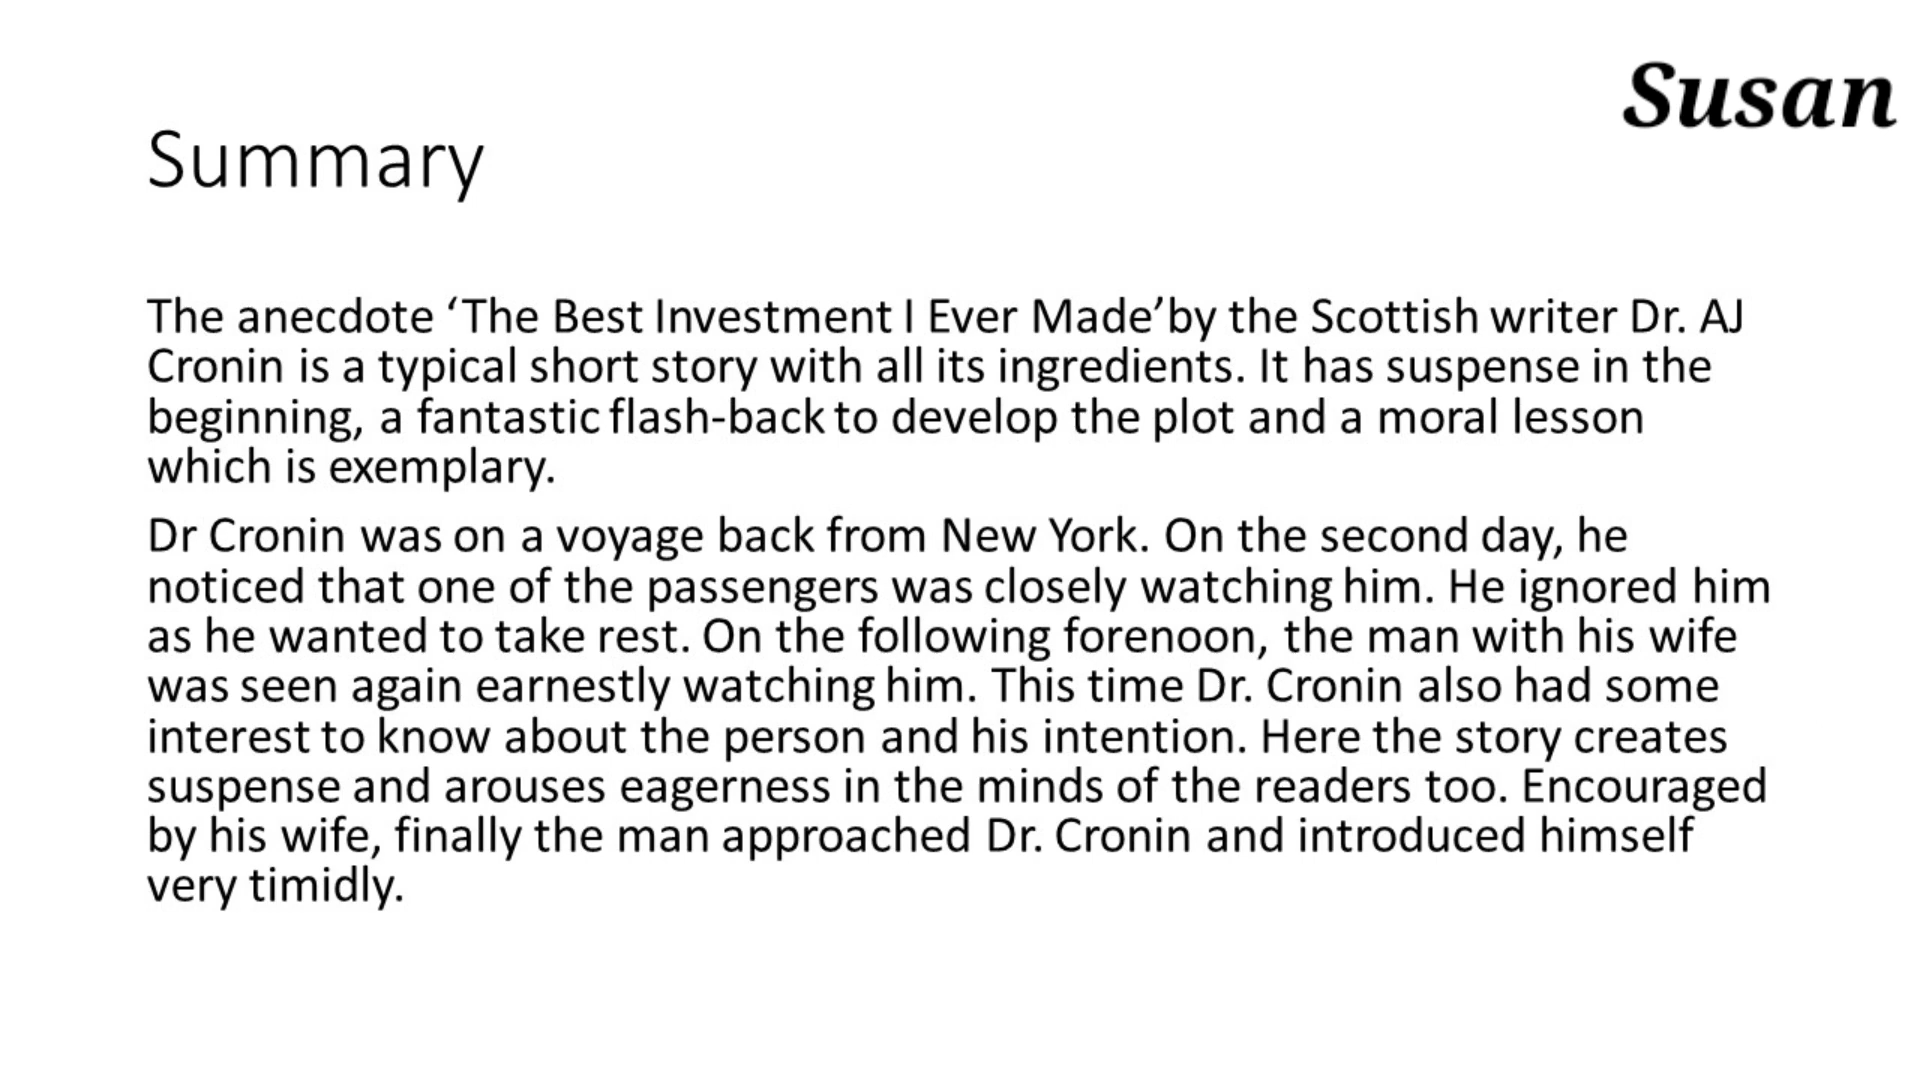 Susan
Summary
The anecdote ‘The Best Investment I Ever Made’by the Scottish writer Dr. AJ
Cronin is a typical short story with all its ingredients. It has suspense in the
beginning, a fantastic flash-back to develop the plot and a moral lesson
which is exemplary.
Dr Cronin was on a voyage back from New York. On the second day, he
noticed that one of the passengers was closely watching him. He ignored him
as he wanted to take rest. On the following forenoon, the man with his wife
was seen again earnestly watching him. This time Dr. Cronin also had some
interest to know about the person and his intention. Here the story creates
suspense and arouses eagerness in the minds of the readers too. Encouraged
by his wife, finally the man approached Dr. Cronin and introduced himself
very timidly.